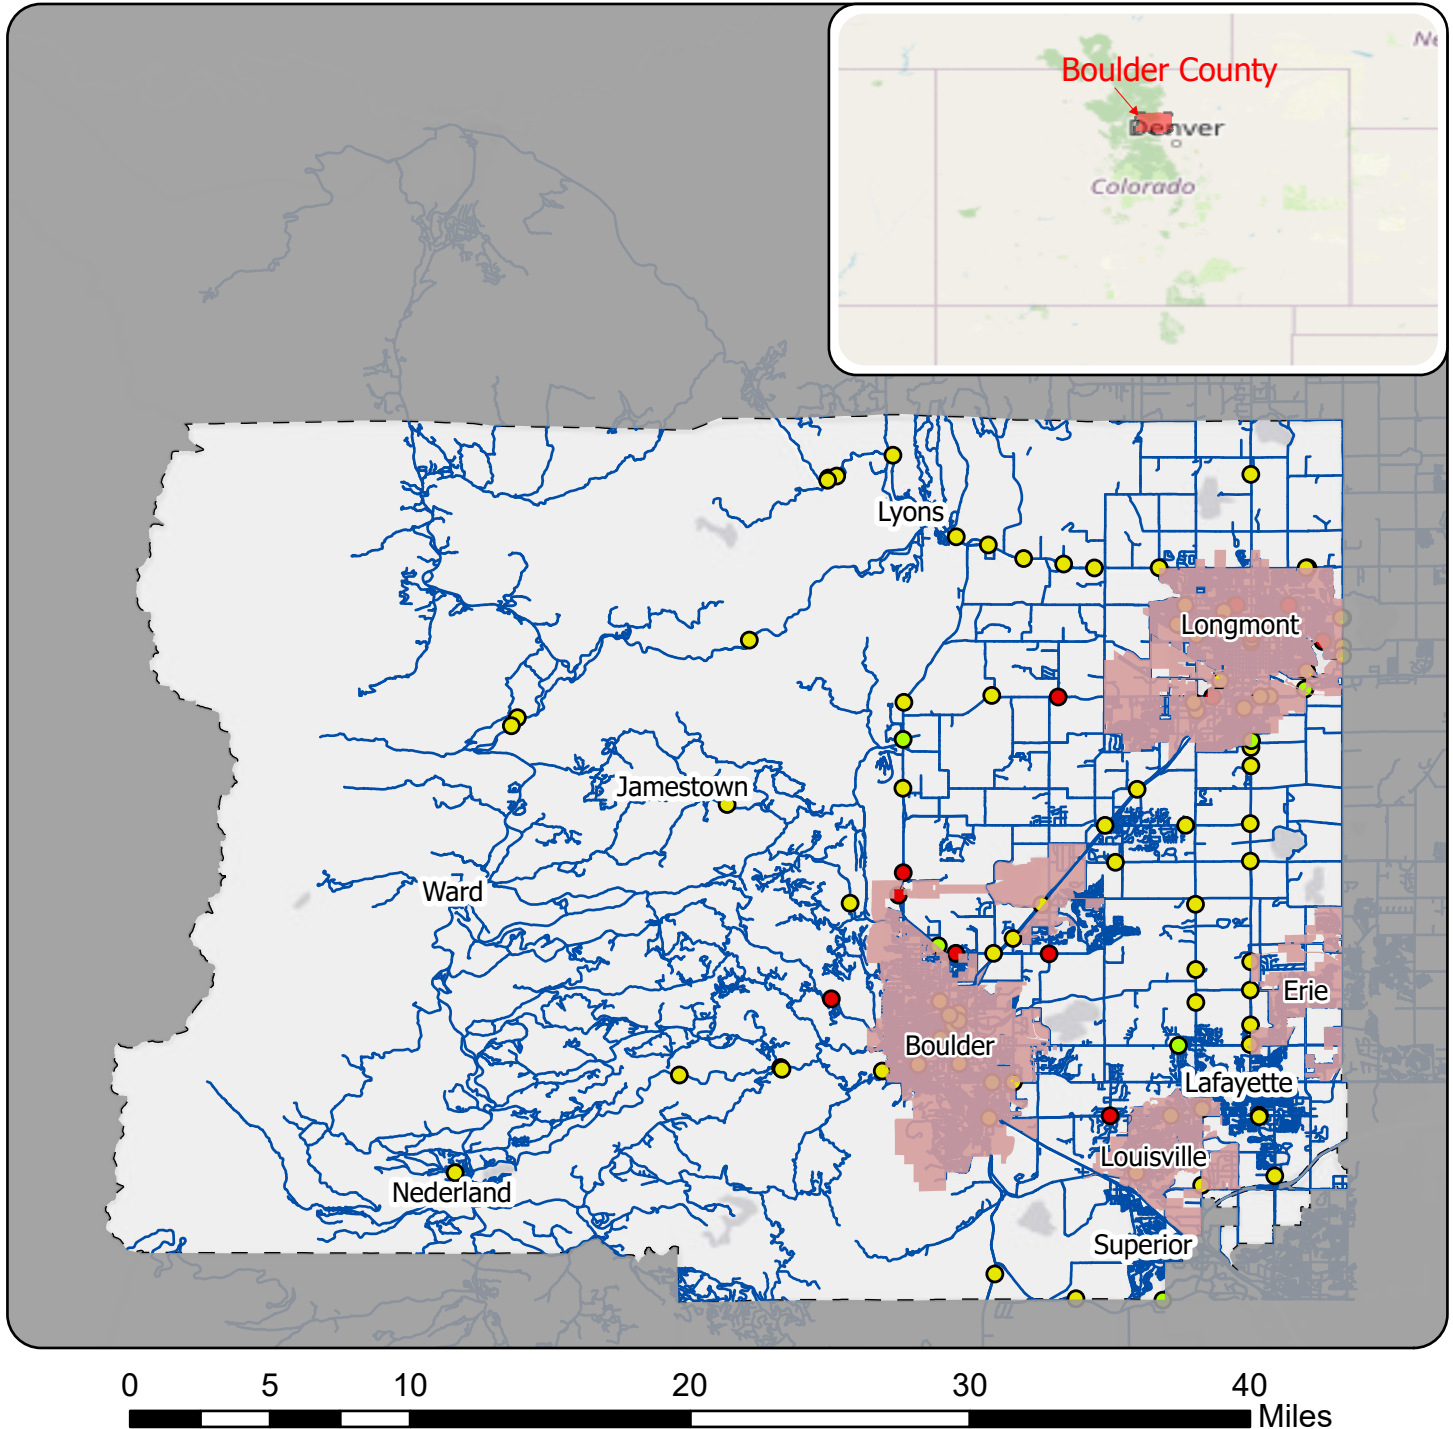 Ne
Boulder County
Denver
Colorado
Lyons
Longmont
Jamestown
Ward
Erie
Boulder
Lafayette
Louisville
Nederland
Superior
0 5 10 20 30 40
Miles